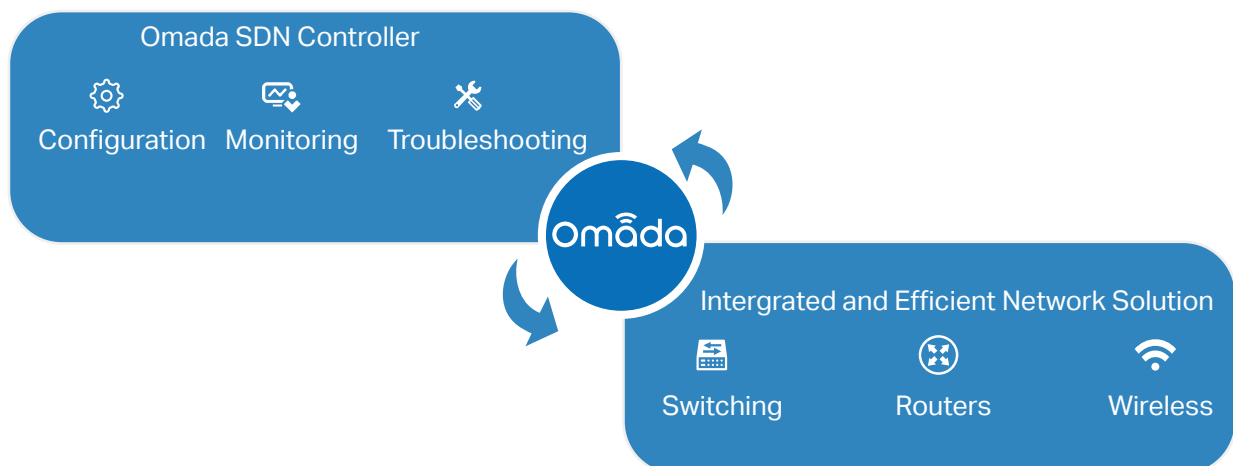 Omada SDN Controller
Configuration Monitoring Troubleshooting
Omada
Intergrated and Efficient Network Solution
Switching Routers Wireless